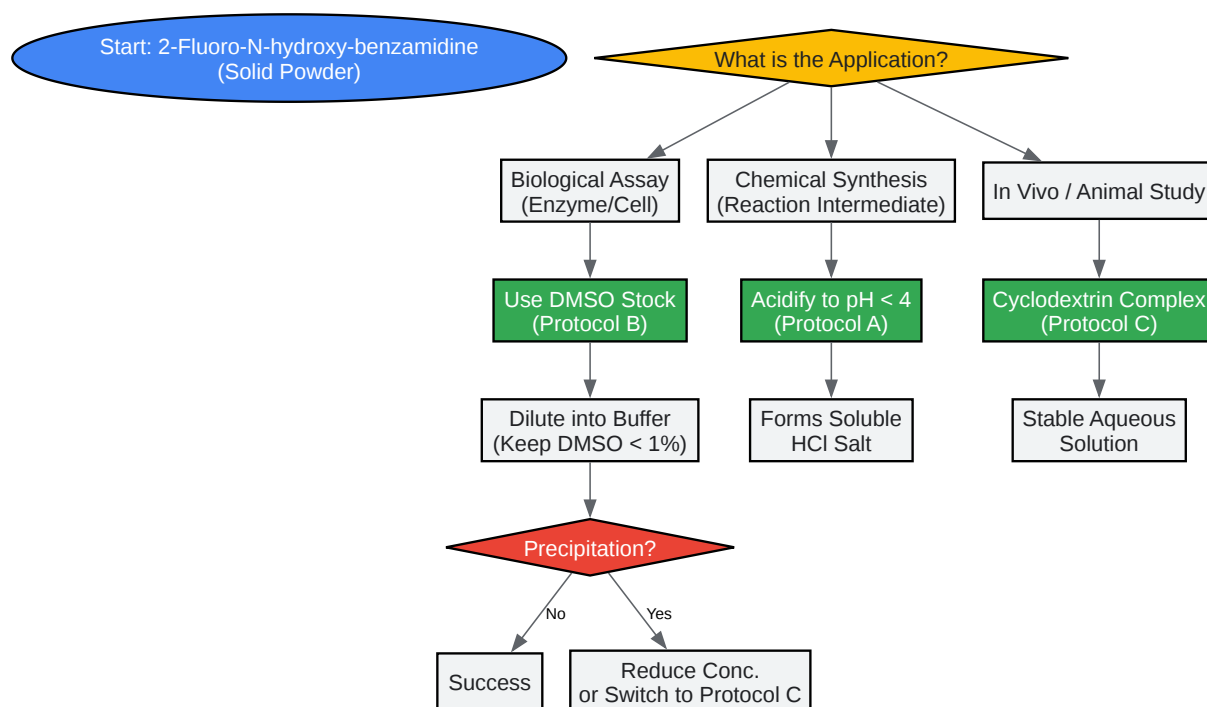 Start: 2-Fluoro-N-hydroxy-benzamidine
(Solid Powder)
What is the Application?
Biological Assay
(Enzyme/Cell)
Chemical Synthesis
(Reaction Intermediate)
In Vivo / Animal Study
Use DMSO Stock
(Protocol B)
Acidify to pH < 4
(Protocol A)
Cyclodextrin Complex
(Protocol C)
Dilute into Buffer
(Keep DMSO < 1%)
Forms Soluble
HCl Salt
Stable Aqueous
Solution
Precipitation?
No
Yes
Success
Reduce Conc.
or Switch to Protocol C